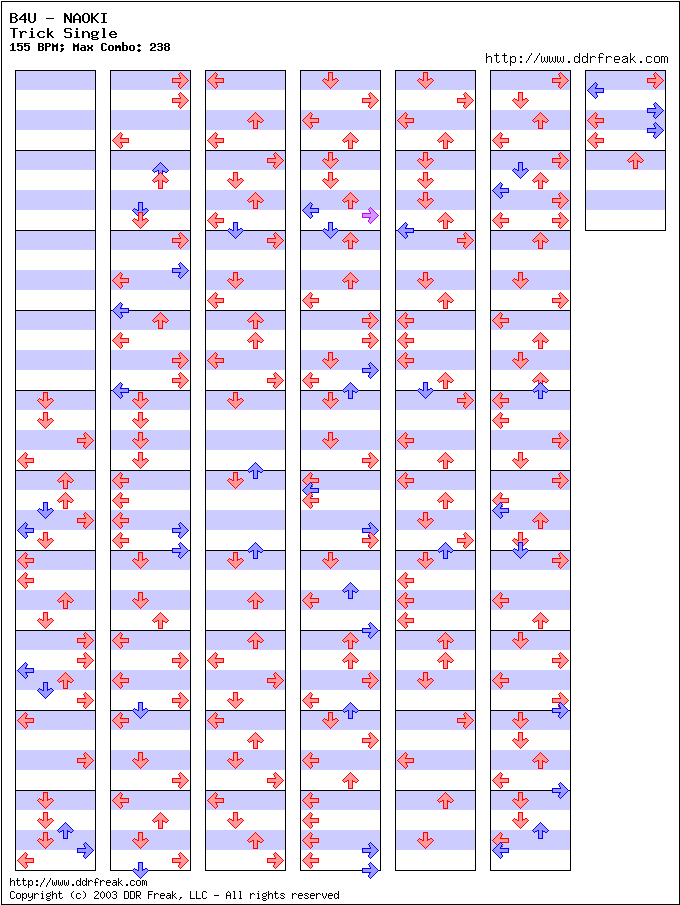 B4U - NAOKI
Trick Single
155 BPM; Max Combo: 238
http://www.ddrfreak.com
http://www.ddrfreak.com
Copyright (c) 2003 DDR Freak, LLC - All rights reserved